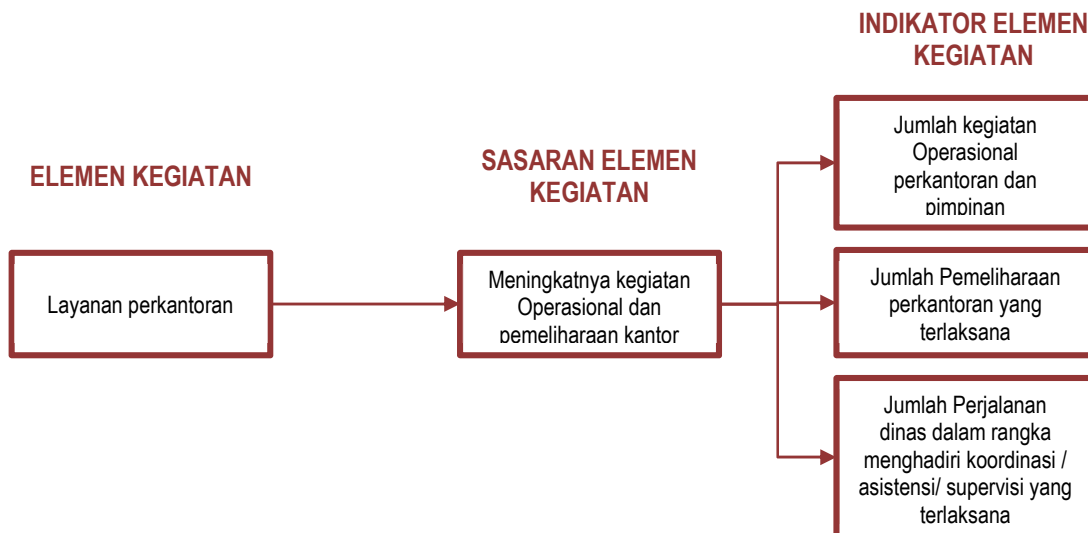 INDIKATOR ELEMEN
KEGIATAN
Jumlah kegiatan
Operasional
perkantoran dan
pimpinan
ELEMEN KEGIATAN
SASARAN ELEMEN
KEGIATAN
Layanan perkantoran
Meningkatnya kegiatan
Operasional dan
pemeliharaan kantor
Jumlah Pemeliharaan
perkantoran yang
terlaksana
Jumlah Perjalanan
dinas dalam rangka
menghadiri koordinasi /
asistensi/ supervisi yang
terlaksana